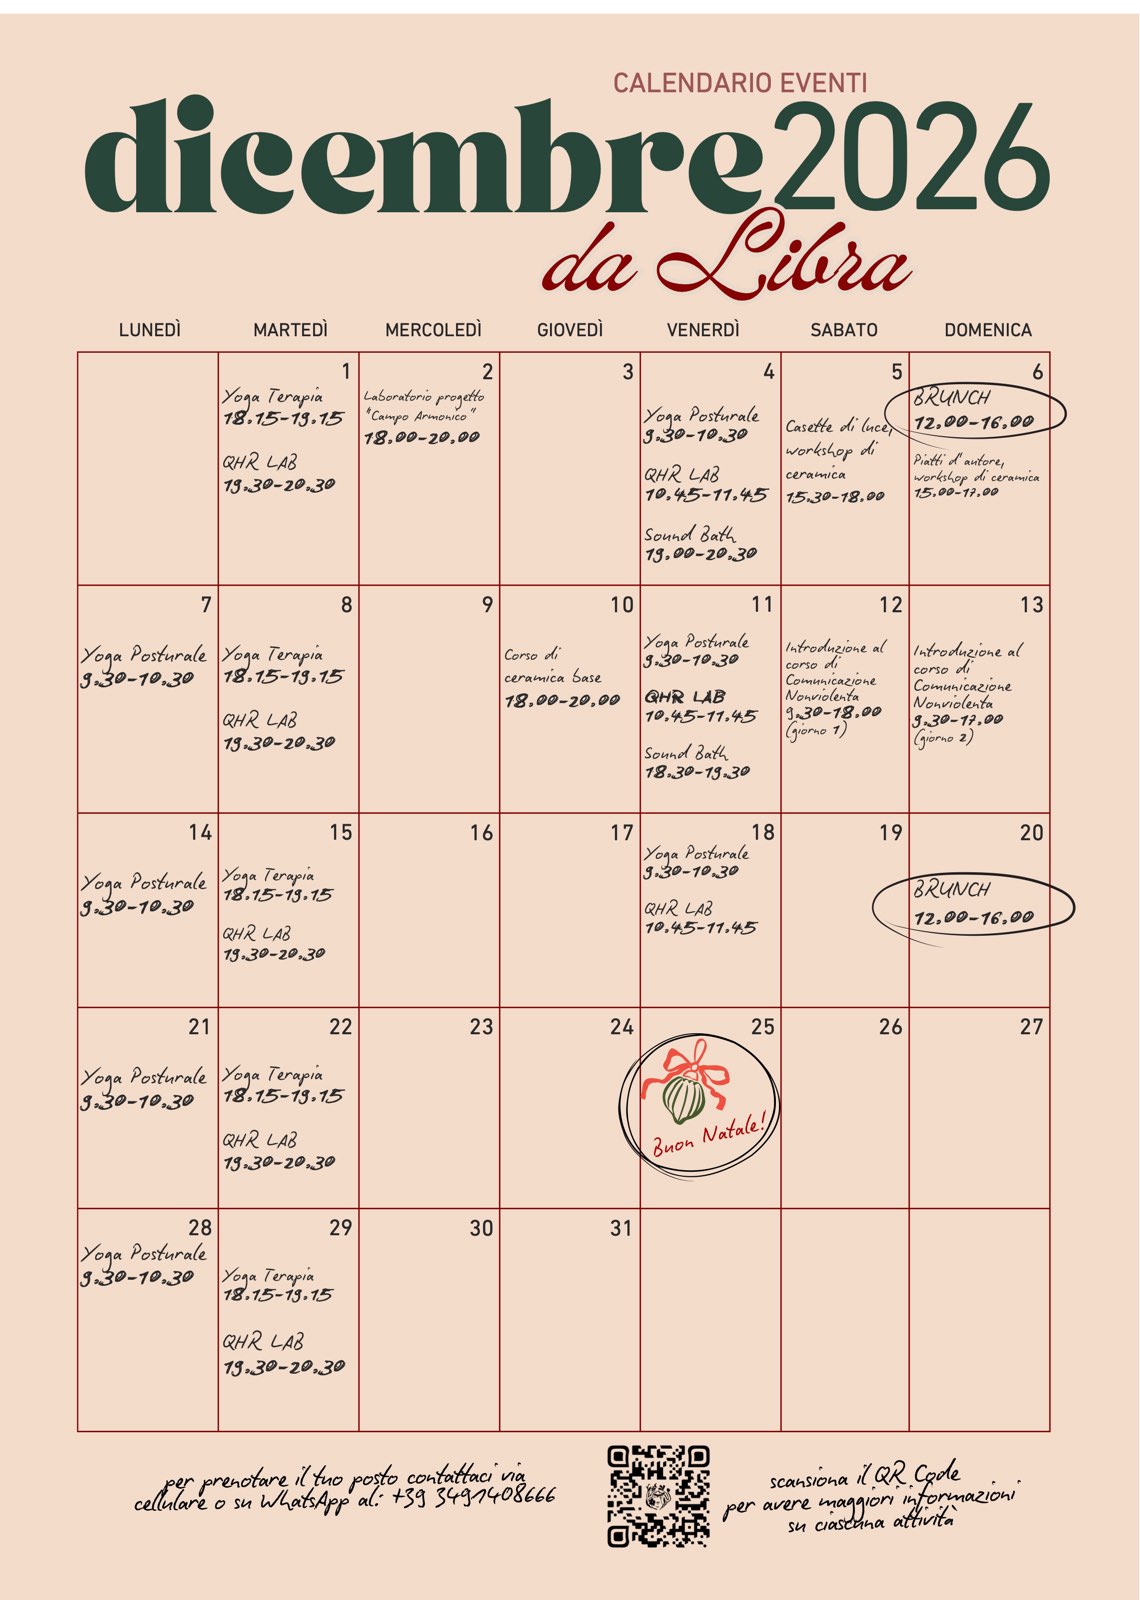 CALENDARIO EVENTI
dicembre2026
da Libra
LUNEDÌ MARTEDÌ MERCOLEDÌ GIOVEDÌ VENERDÌ SABATO DOMENICA
1
Yoga Terapia
18.15-19.15
QHR LAB
19.30-20.30
2
Laboratorio progetto
"Campo Armonico"
18.00-20.00
3
4
Yoga Posturale
9.30-10.30
QHR LAB
10.45-11.45
Sound Bath
19.00-20.30
5
Casette di luce,
workshop di
ceramica
15.30-18.00
6
BRUNCH
12.00-16.00
Piatti d'autore,
workshop di ceramica
15.00-17.00
7
Yoga Posturale
9.30-10.30
8
Yoga Terapia
18.15-19.15
QHR LAB
19.30-20.30
9
10
Corso di
ceramica base
18.00-20.00
11
Yoga Posturale
9.30-10.30
QHR LAB
10.45-11.45
Sound Bath
18.30-19.30
12
Introduzione al
corso di
Comunicazione
Nonviolenta
9.30-18.00
(giorno 1)
13
Introduzione al
corso di
Comunicazione
Nonviolenta
9.30-17.00
(giorno 2)
14
Yoga Posturale
9.30-10.30
15
Yoga Terapia
18.15-19.15
QHR LAB
19.30-20.30
16
17
18
Yoga Posturale
9.30-10.30
QHR LAB
10.45-11.45
19
20
BRUNCH
12.00-16.00
21
Yoga Posturale
9.30-10.30
22
Yoga Terapia
18.15-19.15
QHR LAB
19.30-20.30
23
24
25
Buon Natale!
26
27
28
Yoga Posturale
9.30-10.30
29
Yoga Terapia
18.15-19.15
QHR LAB
19.30-20.30
30
31
per prenotare il tuo posto contattaci via
cellulare o su WhatsApp al: +39 3491408666
scansiona il QR Code
per avere maggiori informazioni
su ciascuna attività